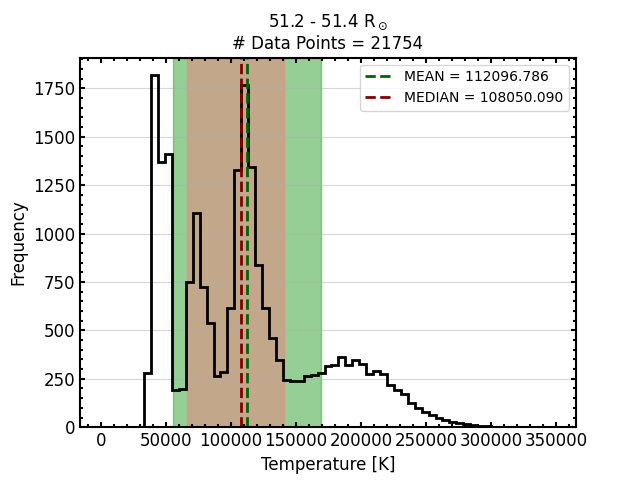 51.2 - 51.4 R⊙
# Data Points = 21754
MEAN = 112096.786
MEDIAN = 108050.090
Frequency
1750
1500
1250
1000
750
500
250
0
0 50000 100000 150000 200000 250000 300000 350000
Temperature [K]